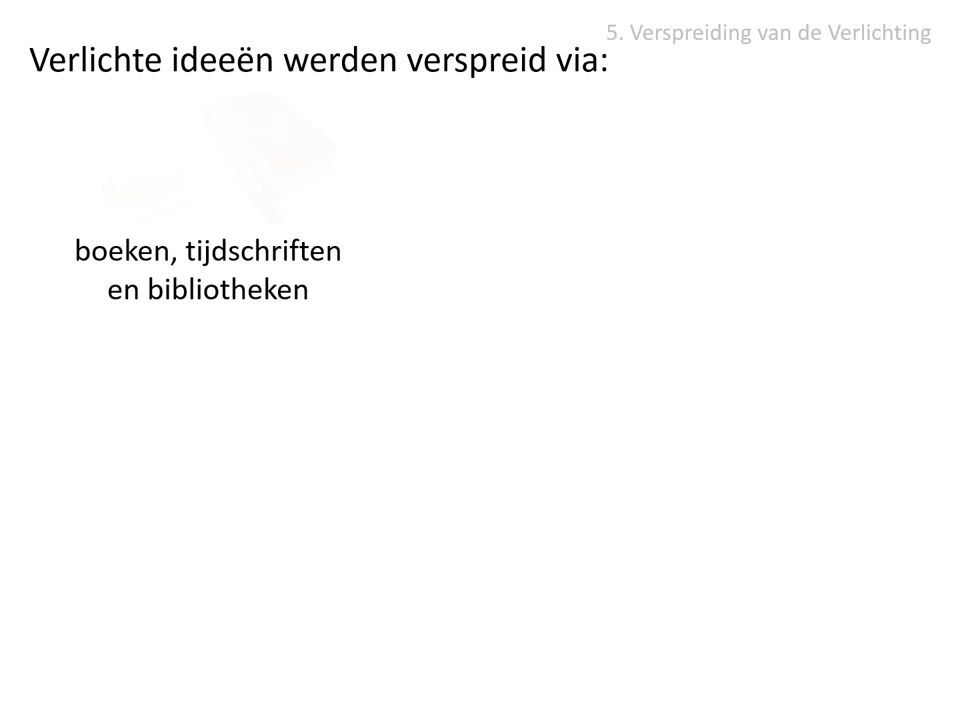 5. Verspreiding van de Verlichting
Verlichte ideeën werden verspreid via:
boeken, tijdschriften
en bibliotheken